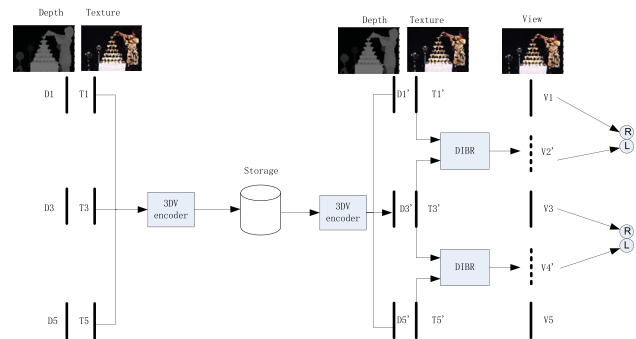 Depth Texture
Depth Texture
View
D1 T1
D1' T1'
V1
R
L
DIBR
V2'
Storage
D3 T3
3DV
encoder
3DV
encoder
D3' T3'
V3
R
L
DIBR
V4'
D5 T5
D5' T5'
V5